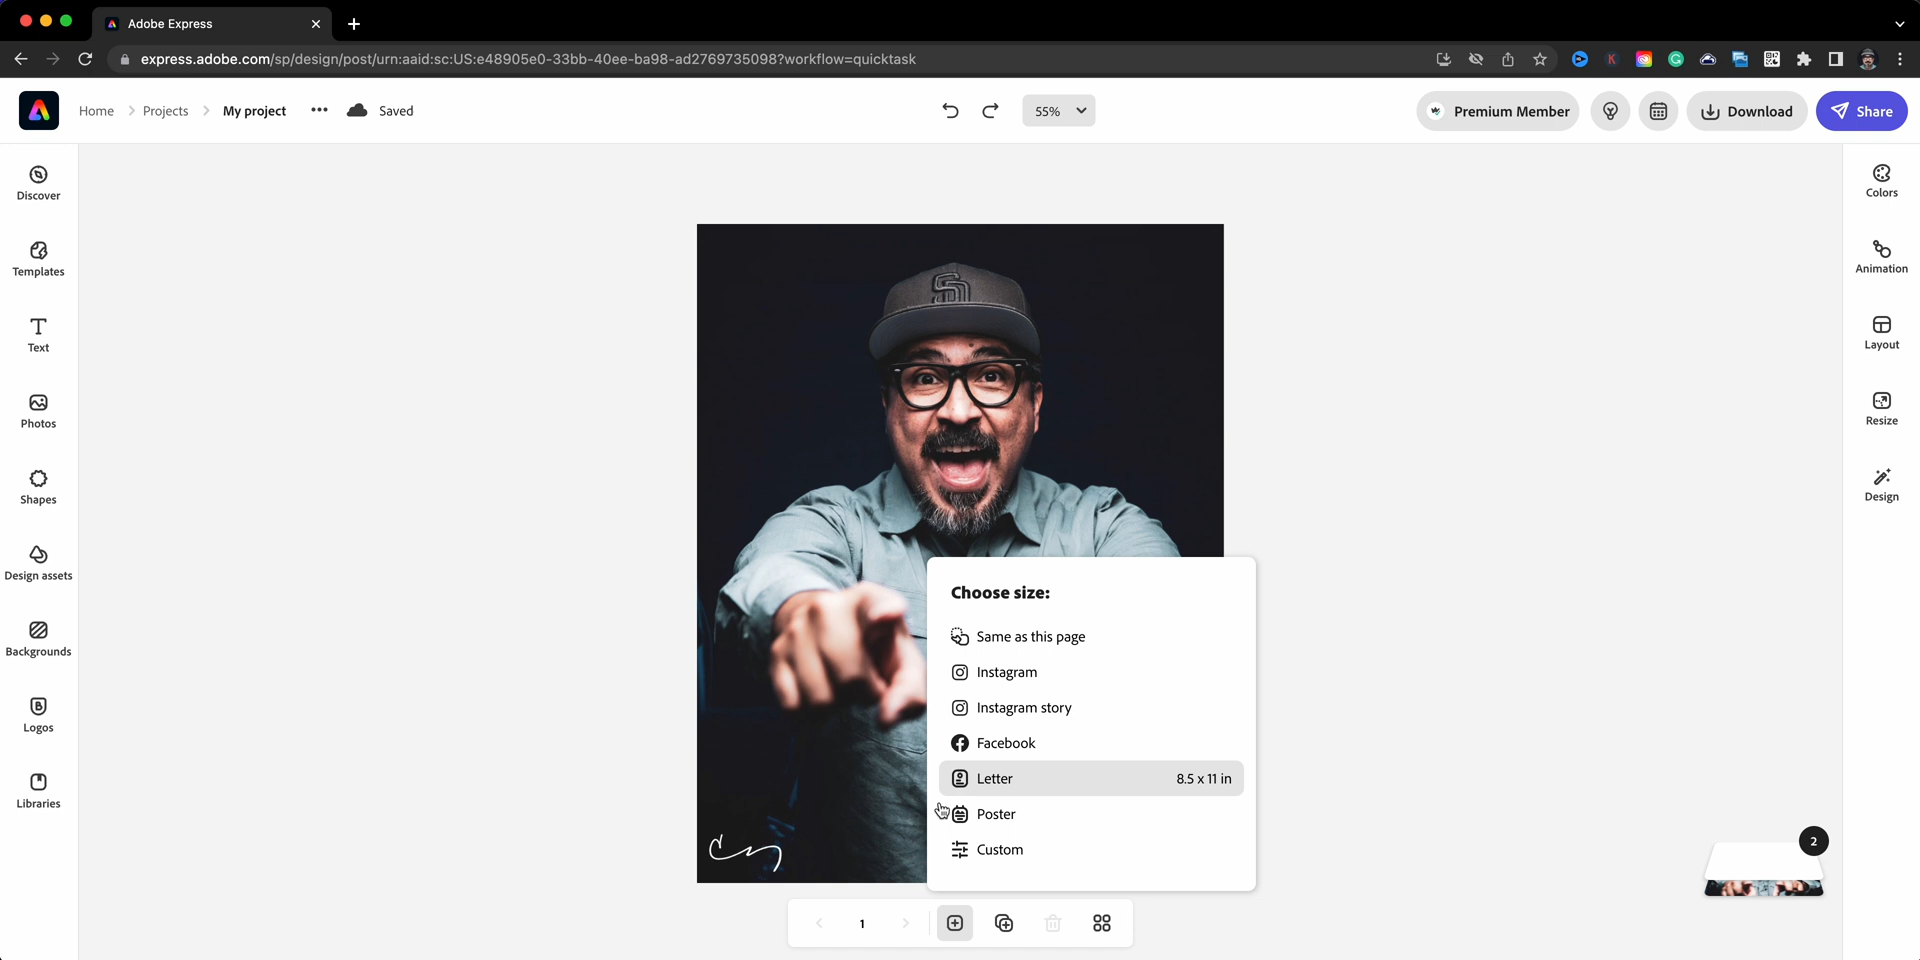 Adobe Express
express.adobe.com/sp/design/post/urn:aaid:sc:US:e48905e0-33bb-40ee-ba98-ad2769735098?workflow=quicktask
Home
Projects
My project
Saved
55%
Premium Member
Download
Share
Discover
Templates
Text
Photos
Shapes
Design assets
Backgrounds
Logos
Libraries
Colors
Animation
Layout
Resize
Design
SD
Choose size:
Same as this page
Instagram
Instagram story
Facebook
Letter 8.5 x 11 in
Poster
Custom
1
2